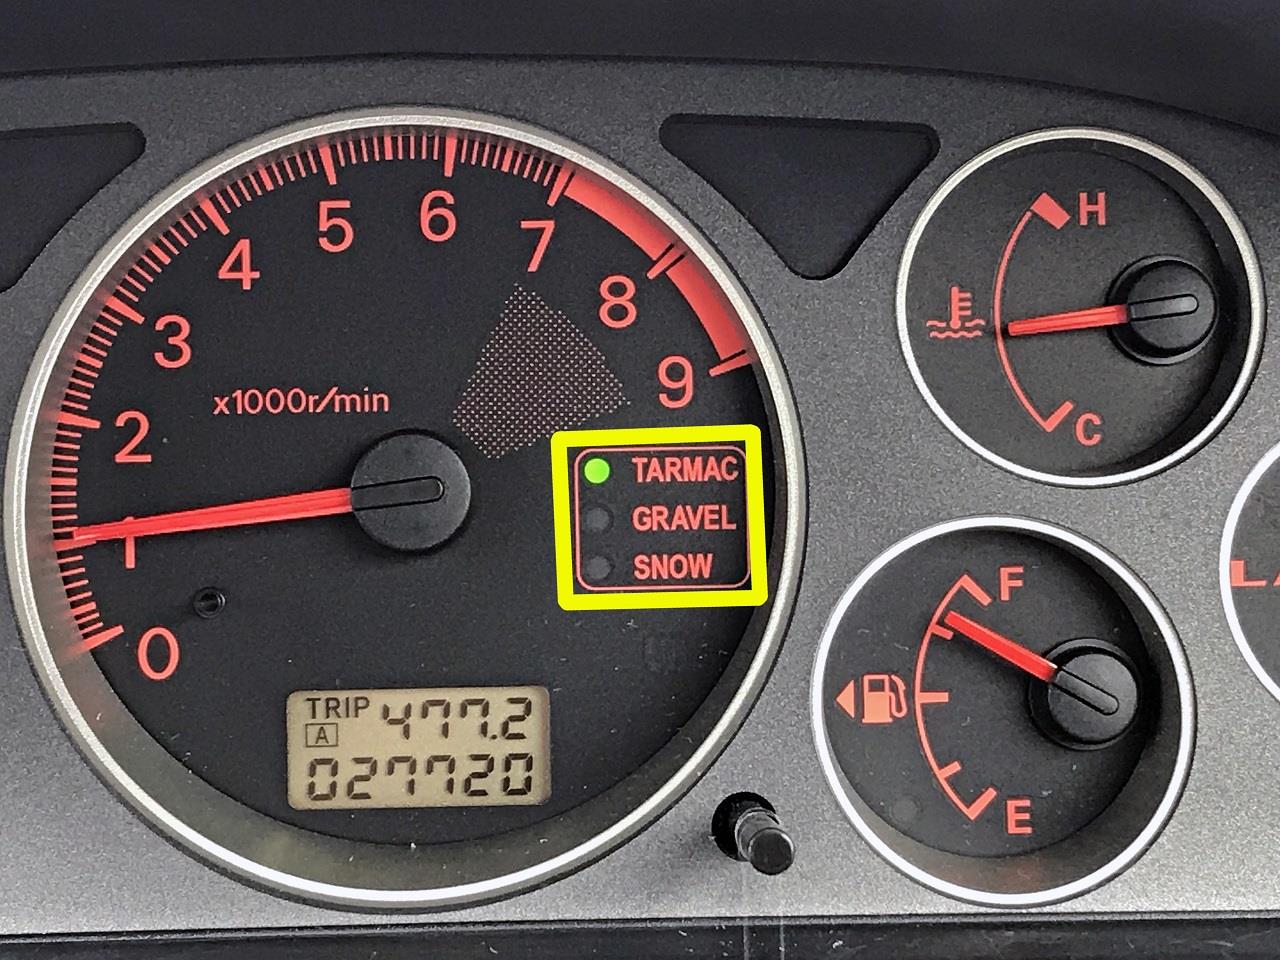 5
6
7
4
8
3
9
x1000r/min
2
1
0
TARMAC
GRAVEL
SNOW
TRIP 477.2
A
027720
H
C
F
E